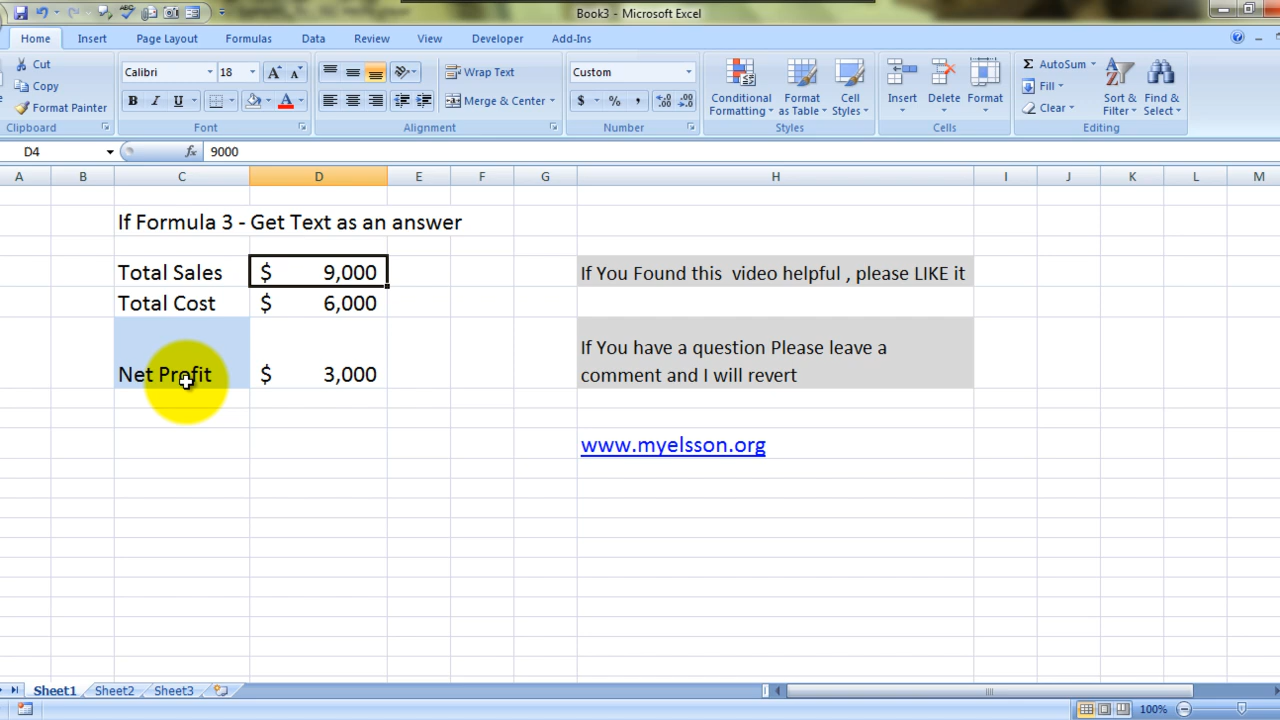 Book3 - Microsoft Excel
Home Insert Page Layout Formulas Data Review View Developer Add-Ins
Cut
Copy
Format Painter
Clipboard
Calibri 18
B I U
Font
Wrap Text
Merge & Center
Alignment
Custom
$ % ,
Number
Conditional Formatting
Format as Table
Cell Styles
Styles
Insert Delete Format
Cells
AutoSum
Fill
Clear
Sort & Filter
Find & Select
Editing
D4 fx 9000
A B C D E F G H I J K L M
If Formula 3 - Get Text as an answer
Total Sales $ 9,000 If You Found this  video helpful , please LIKE it
Total Cost $ 6,000
If You have a question Please leave a
Net Profit $ 3,000 comment and I will revert
www.myelsson.org
Sheet1 Sheet2 Sheet3
100%